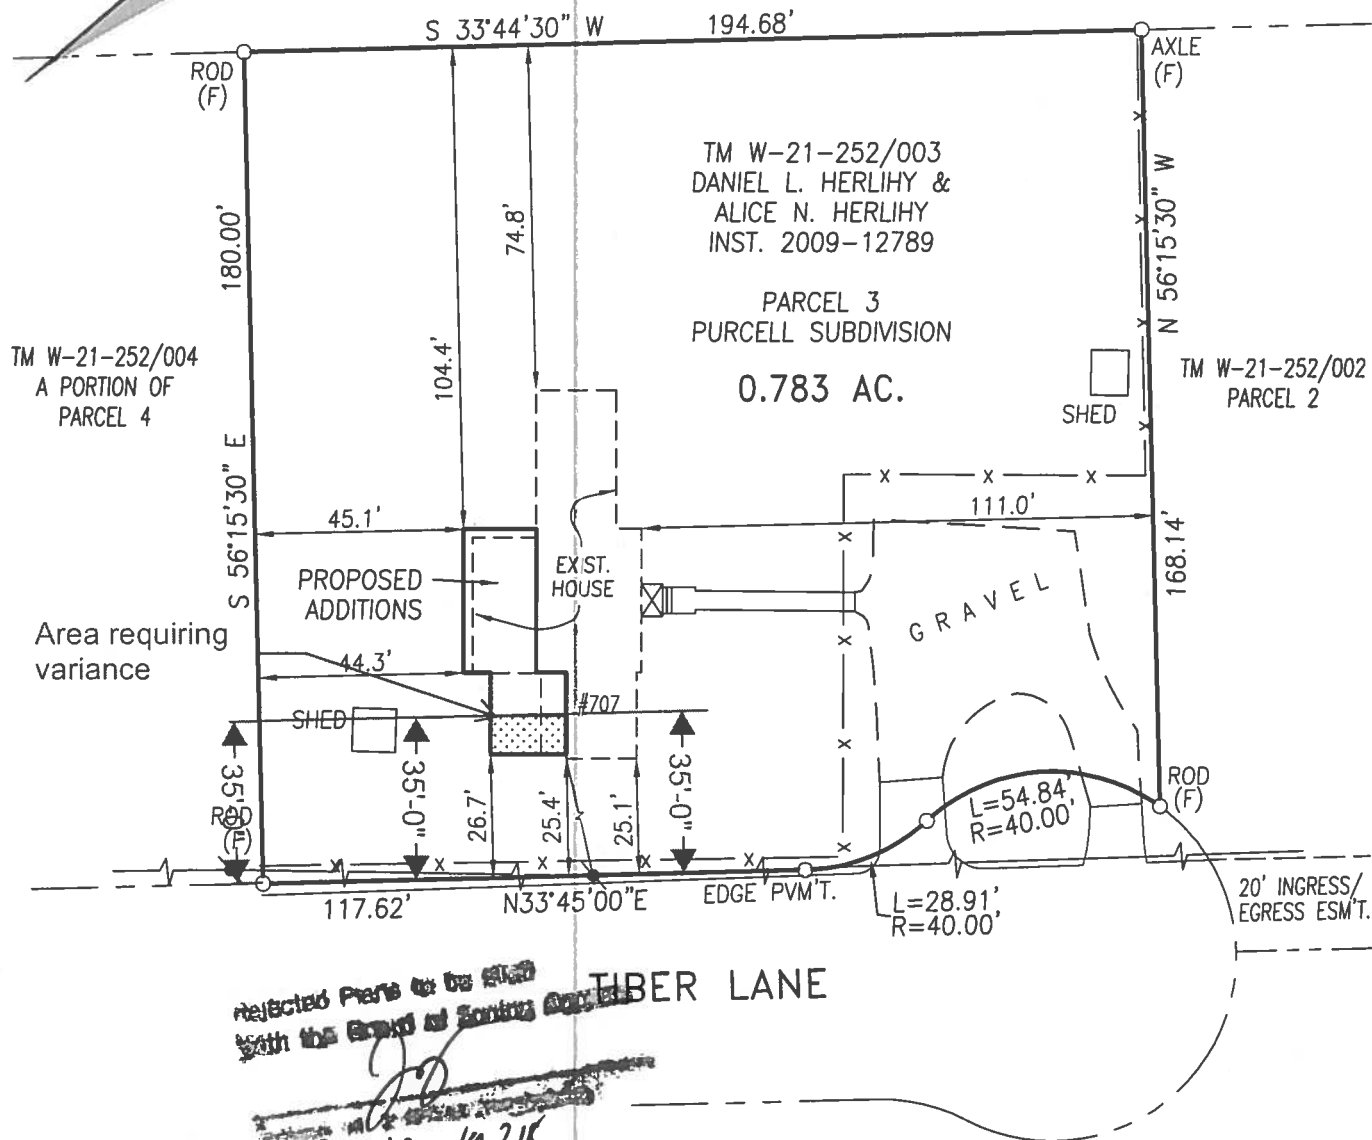 S 33°44'30" W 194.68'
ROD
(F)
AXLE
(F)
TM W-21-252/003
DANIEL L. HERLIHY &
ALICE N. HERLIHY
INST. 2009-12789
PARCEL 3
PURCELL SUBDIVISION
0.783 AC.
180.00'
S 56°15'30" E
74.8'
104.4'
N 56°15'30" W
168.14'
TM W-21-252/004
A PORTION OF
PARCEL 4
TM W-21-252/002
PARCEL 2
SHED
45.1'
111.0'
PROPOSED
ADDITIONS
EXIST.
HOUSE
GRAVEL
Area requiring
variance
44.3'
SHED
#707
35'-0"
35'-0"
35'-0"
26.7'
25.4'
25.1'
ROD
(F)
ROD
(F)
L=54.84'
R=40.00'
117.62'
N33°45'00"E
EDGE PVM'T.
L=28.91'
R=40.00'
20' INGRESS/
EGRESS ESM'T.
TIBER LANE
Rejected Plans to be
With the Board of Zoning